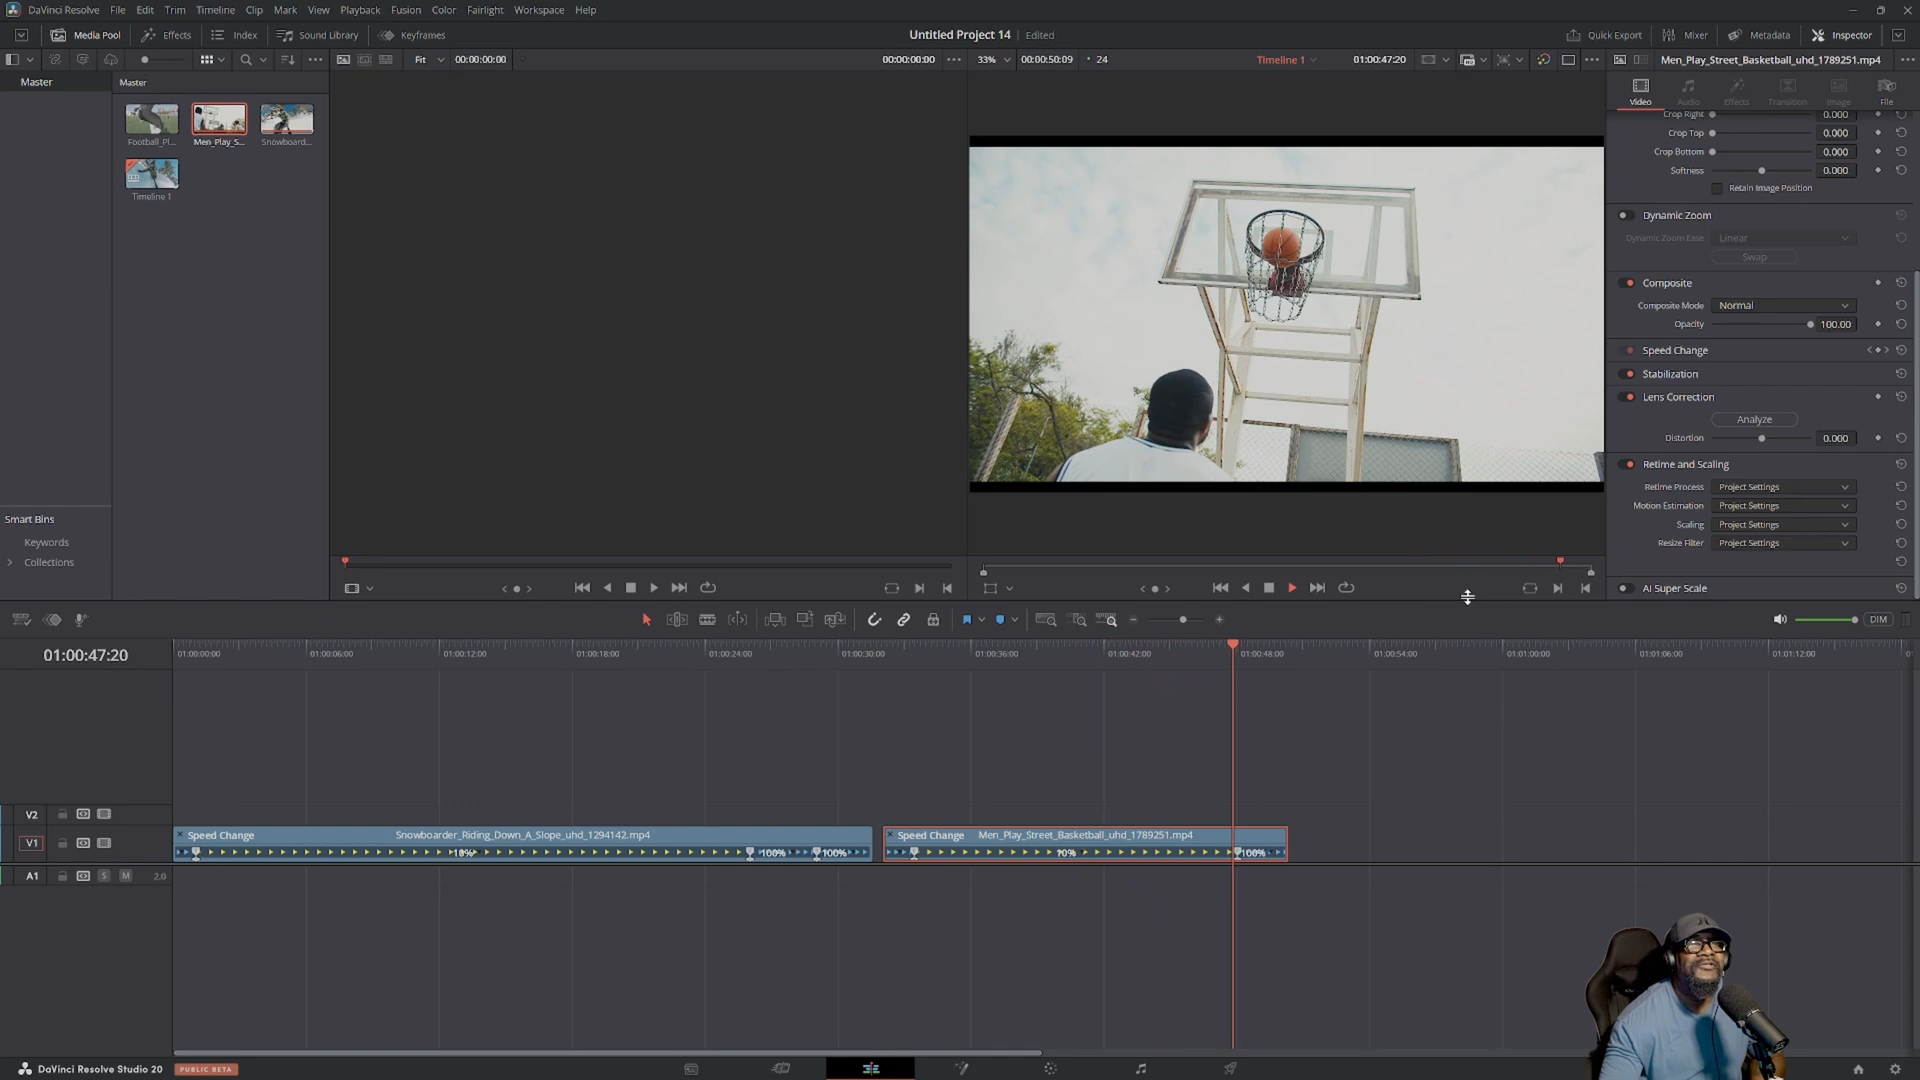 DaVinci Resolve File Edit Trim Timeline Clip Mark View Playback Fusion Color Fairlight Workspace Help
Media Pool Effects Index Sound Library Keyframes Untitled Project 14 Edited Quick Export Mixer Metadata Inspector
Fit 00:00:00:00 00:00:00:00 33% 00:00:50:09 24 Timeline 1 01:00:47:20 Men_Play_Street_Basketball_uhd_1789251.mp4
Master Master
Video Audio Effects Transition Image File
Crop Right 0.000
Crop Top 0.000
Crop Bottom 0.000
Softness 0.000
Retain Image Position
Football_Pl... Men_Play_S... Snowboard...
Timeline 1
Dynamic Zoom
Dynamic Zoom Ease Linear
Swap
Composite
Composite Mode Normal
Opacity 100.00
Speed Change
Stabilization
Lens Correction
Analyze
Distortion 0.000
Retime and Scaling
Retime Process Project Settings
Motion Estimation Project Settings
Scaling Project Settings
Resize Filter Project Settings
AI Super Scale
Smart Bins
Keywords
Collections
DIM
01:00:47:20 01:00:00:00 01:00:06:00 01:00:12:00 01:00:18:00 01:00:24:00 01:00:30:00 01:00:36:00 01:00:42:00 01:00:48:00 01:00:54:00 01:01:00:00 01:01:06:00 01:01:12:00
V2
V1 Speed Change Snowboarder_Riding_Down_A_Slope_uhd_1294142.mp4 Speed Change Men_Play_Street_Basketball_uhd_1789251.mp4
10% 100% 100% 10% 100%
A1 S M 2.0
DaVinci Resolve Studio 20 PUBLIC BETA